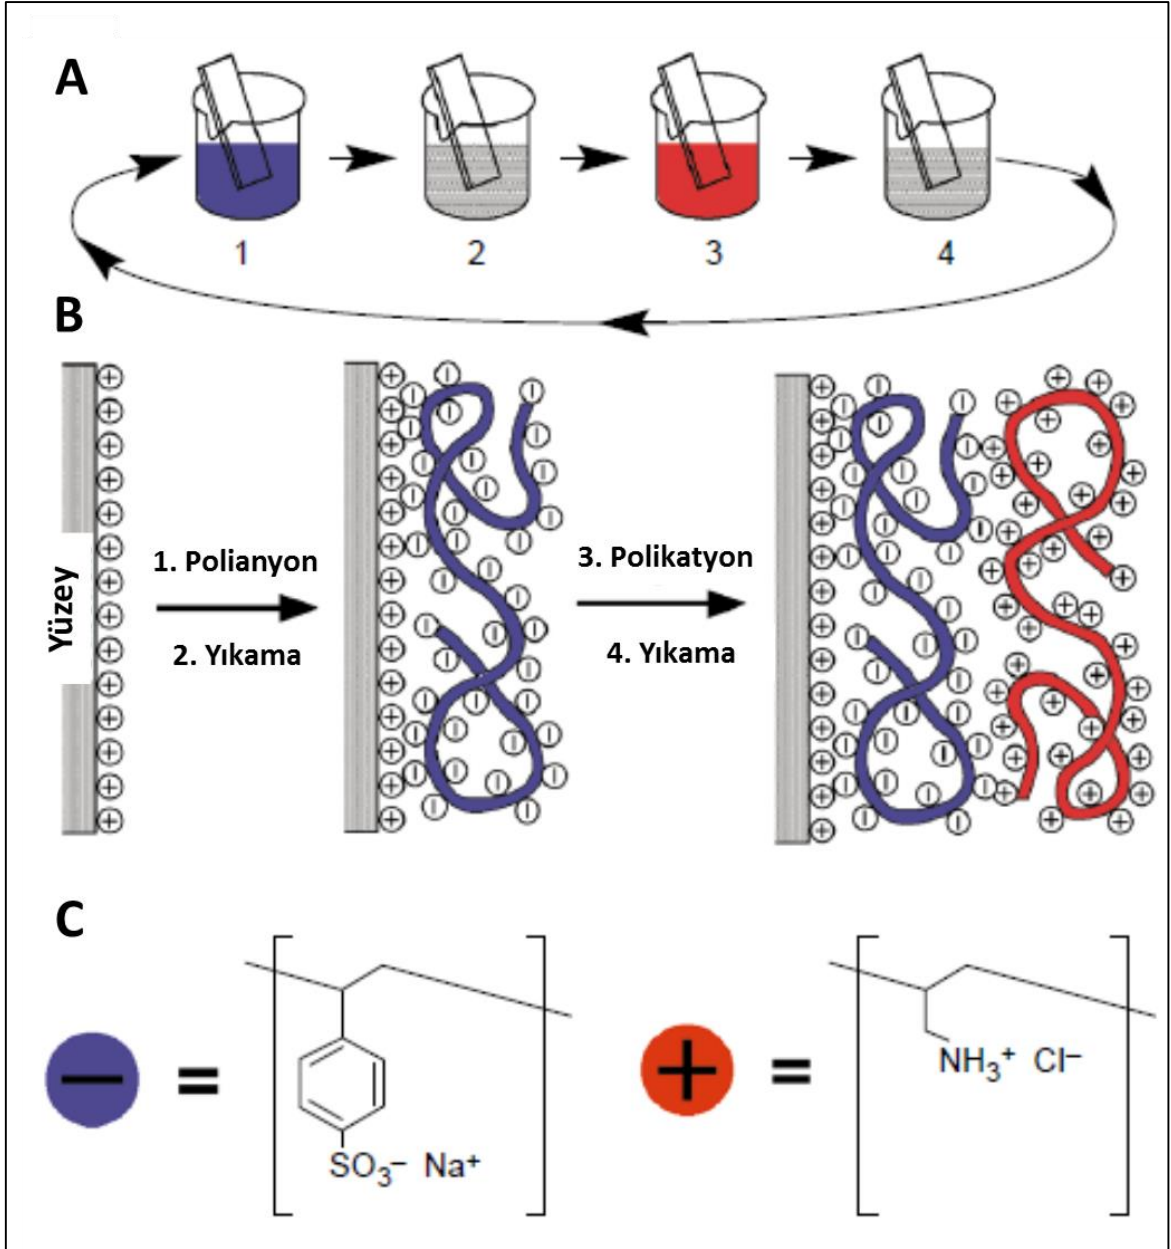 A
1
2
3
4
B
Yüzey
1. Polianyon
2. Yıkama
3. Polikatyon
4. Yıkama
C
− =
SO₃⁻ Na⁺
+ =
NH₃⁺ Cl⁻